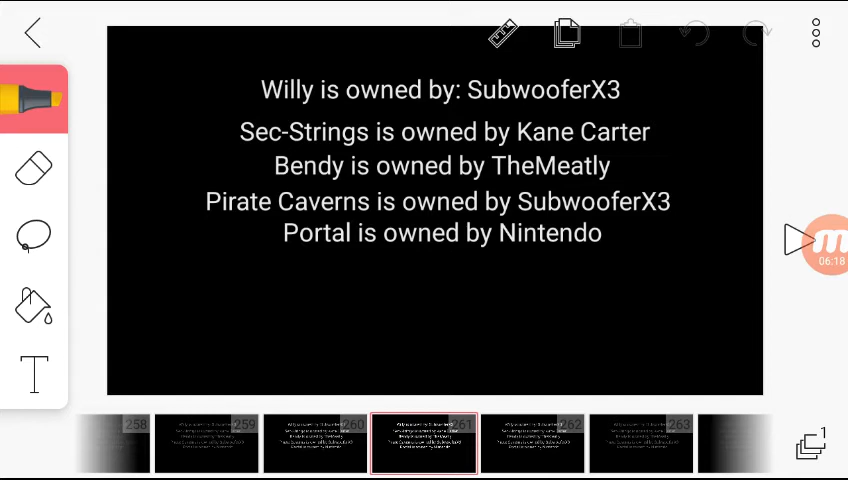 Willy is owned by: SubwooferX3
Sec-Strings is owned by Kane Carter
Bendy is owned by TheMeatly
Pirate Caverns is owned by SubwooferX3
Portal is owned by Nintendo
06:18
258
259
260
261
262
263
1